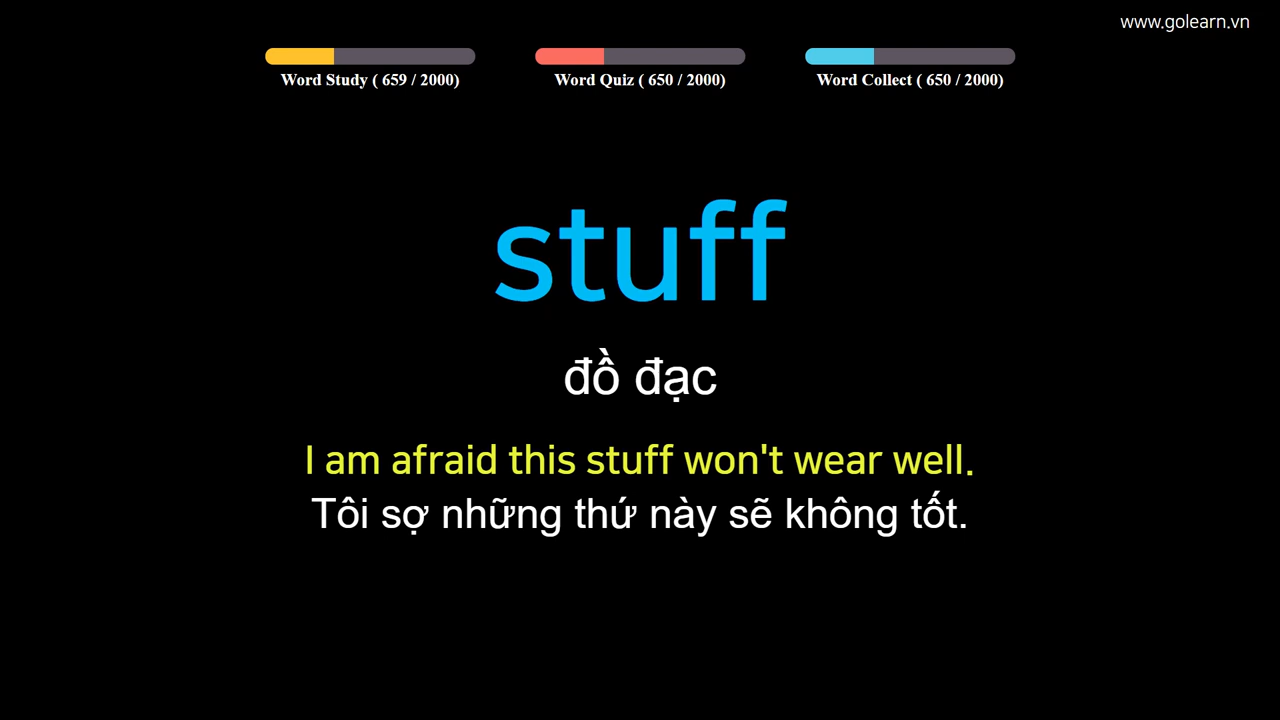 www.golearn.vn
Word Study ( 659 / 2000)
Word Quiz ( 650 / 2000)
Word Collect ( 650 / 2000)
stuff
đồ đạc
I am afraid this stuff won't wear well.
Tôi sợ những thứ này sẽ không tốt.